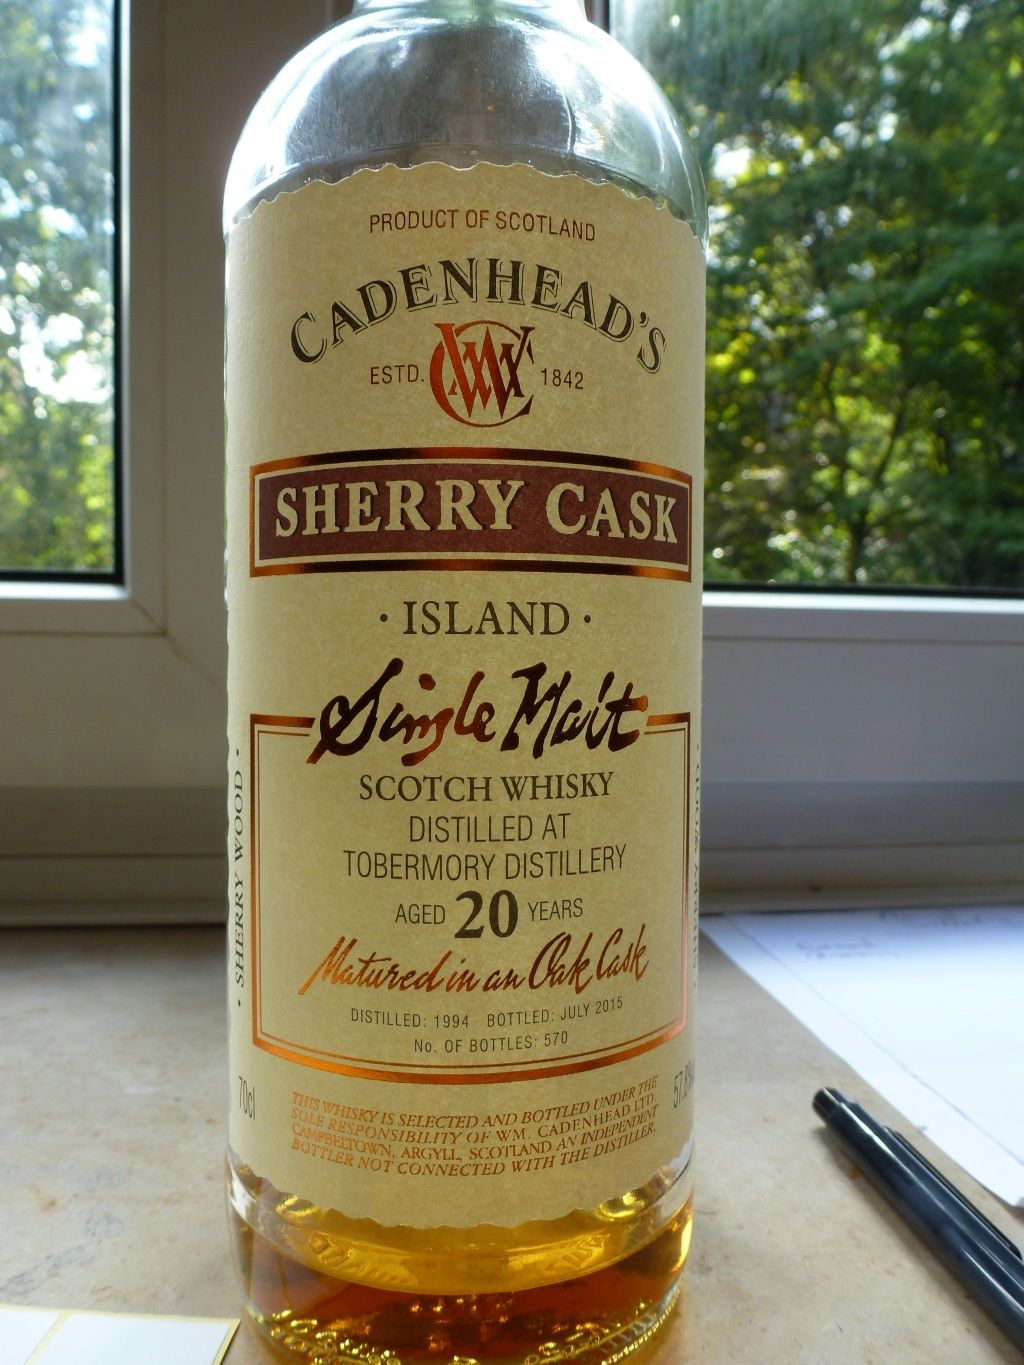 PRODUCT OF SCOTLAND
CADENHEAD'S
ESTD. WMC 1842
SHERRY CASK
· ISLAND ·
Single Malt
SCOTCH WHISKY
DISTILLED AT
TOBERMORY DISTILLERY
AGED 20 YEARS
Matured in an Oak Cask
DISTILLED: 1994 BOTTLED: JULY 2015
No. OF BOTTLES: 570
· SHERRY WOOD ·
70cl
57.8%
THIS WHISKY IS SELECTED AND BOTTLED UNDER THE
SOLE RESPONSIBILITY OF WM. CADENHEAD LTD.
CAMPBELTOWN, ARGYLL, SCOTLAND AN INDEPENDENT
BOTTLER NOT CONNECTED WITH THE DISTILLER.